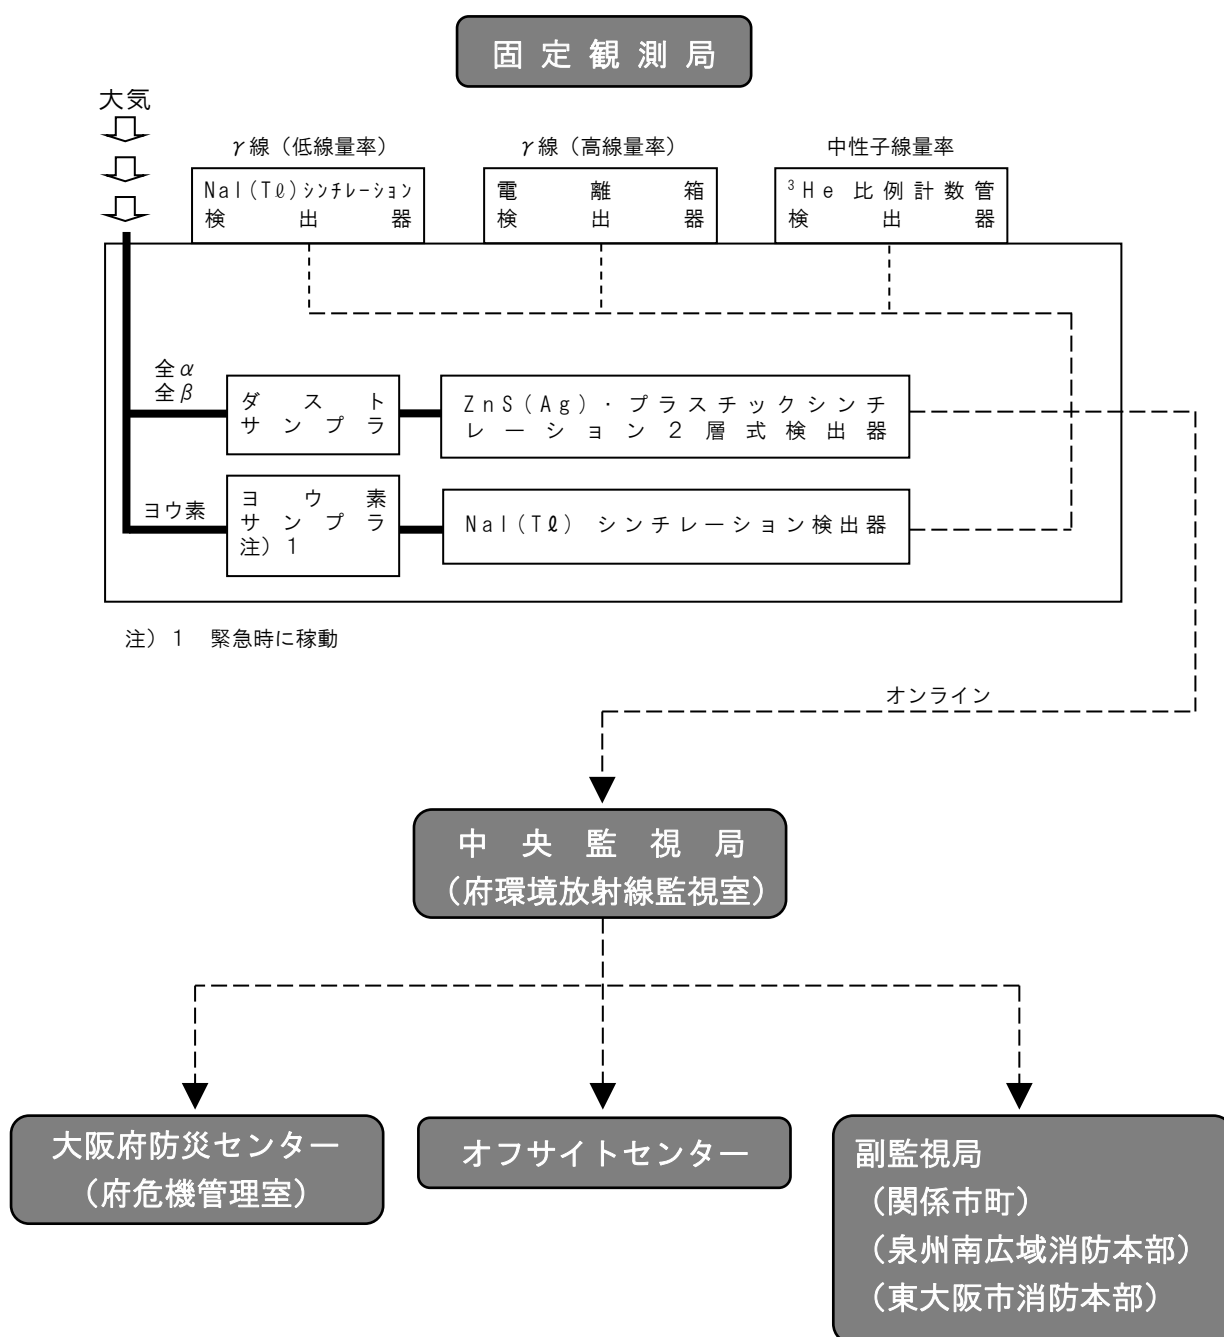 固定観測局
大気
γ線（低線量率）
γ線（高線量率）
中性子線量率
NaI(Tℓ)ｼﾝﾁﾚｰｼｮﾝ
検出器
電離箱
検出器
³He比例計数管
検出器
全α
全β
ダスト
サンプラ
ZnS(Ag)・プラスチックシンチ
レーション２層式検出器
ヨウ素
ヨウ素
サンプラ
注）1
NaI(Tℓ) シンチレーション検出器
注）1　緊急時に稼動
オンライン
中央監視局
（府環境放射線監視室）
大阪府防災センター
（府危機管理室）
オフサイトセンター
副監視局
（関係市町）
（泉州南広域消防本部）
（東大阪市消防本部）